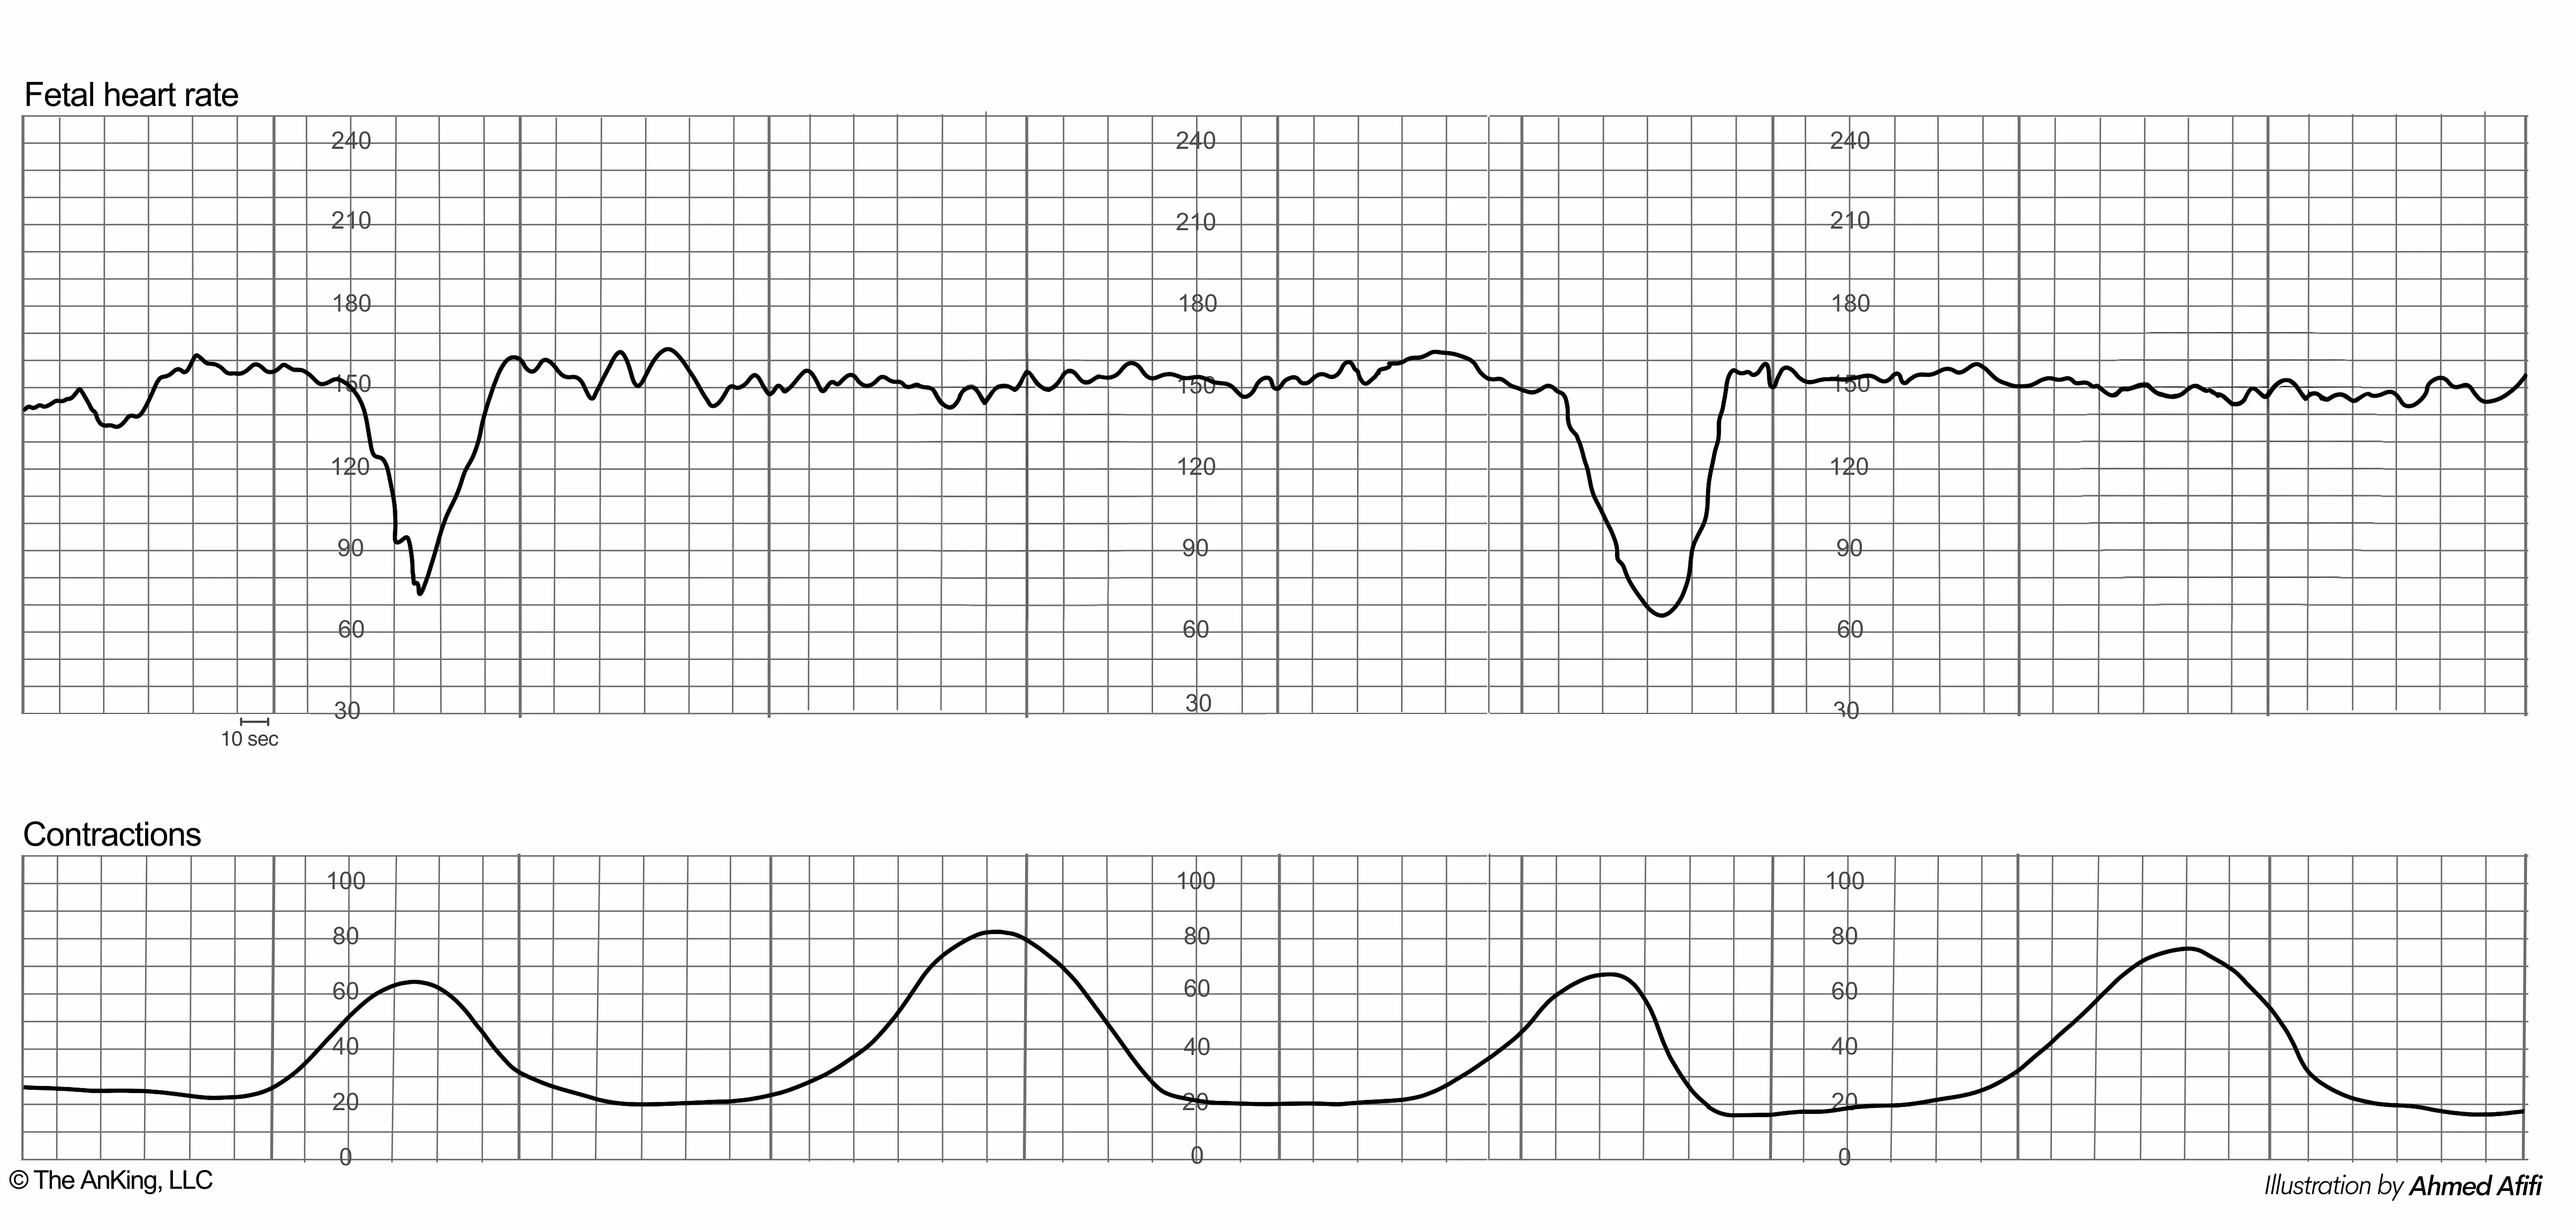 Fetal heart rate
240 240 240
210 210 210
180 180 180
150 150 150
120 120 120
90 90 90
60 60 60
30 30 30
10 sec
Contractions
100 100 100
80 80 80
60 60 60
40 40 40
20 20 20
0 0 0
© The AnKing, LLC
Illustration by Ahmed Afifi